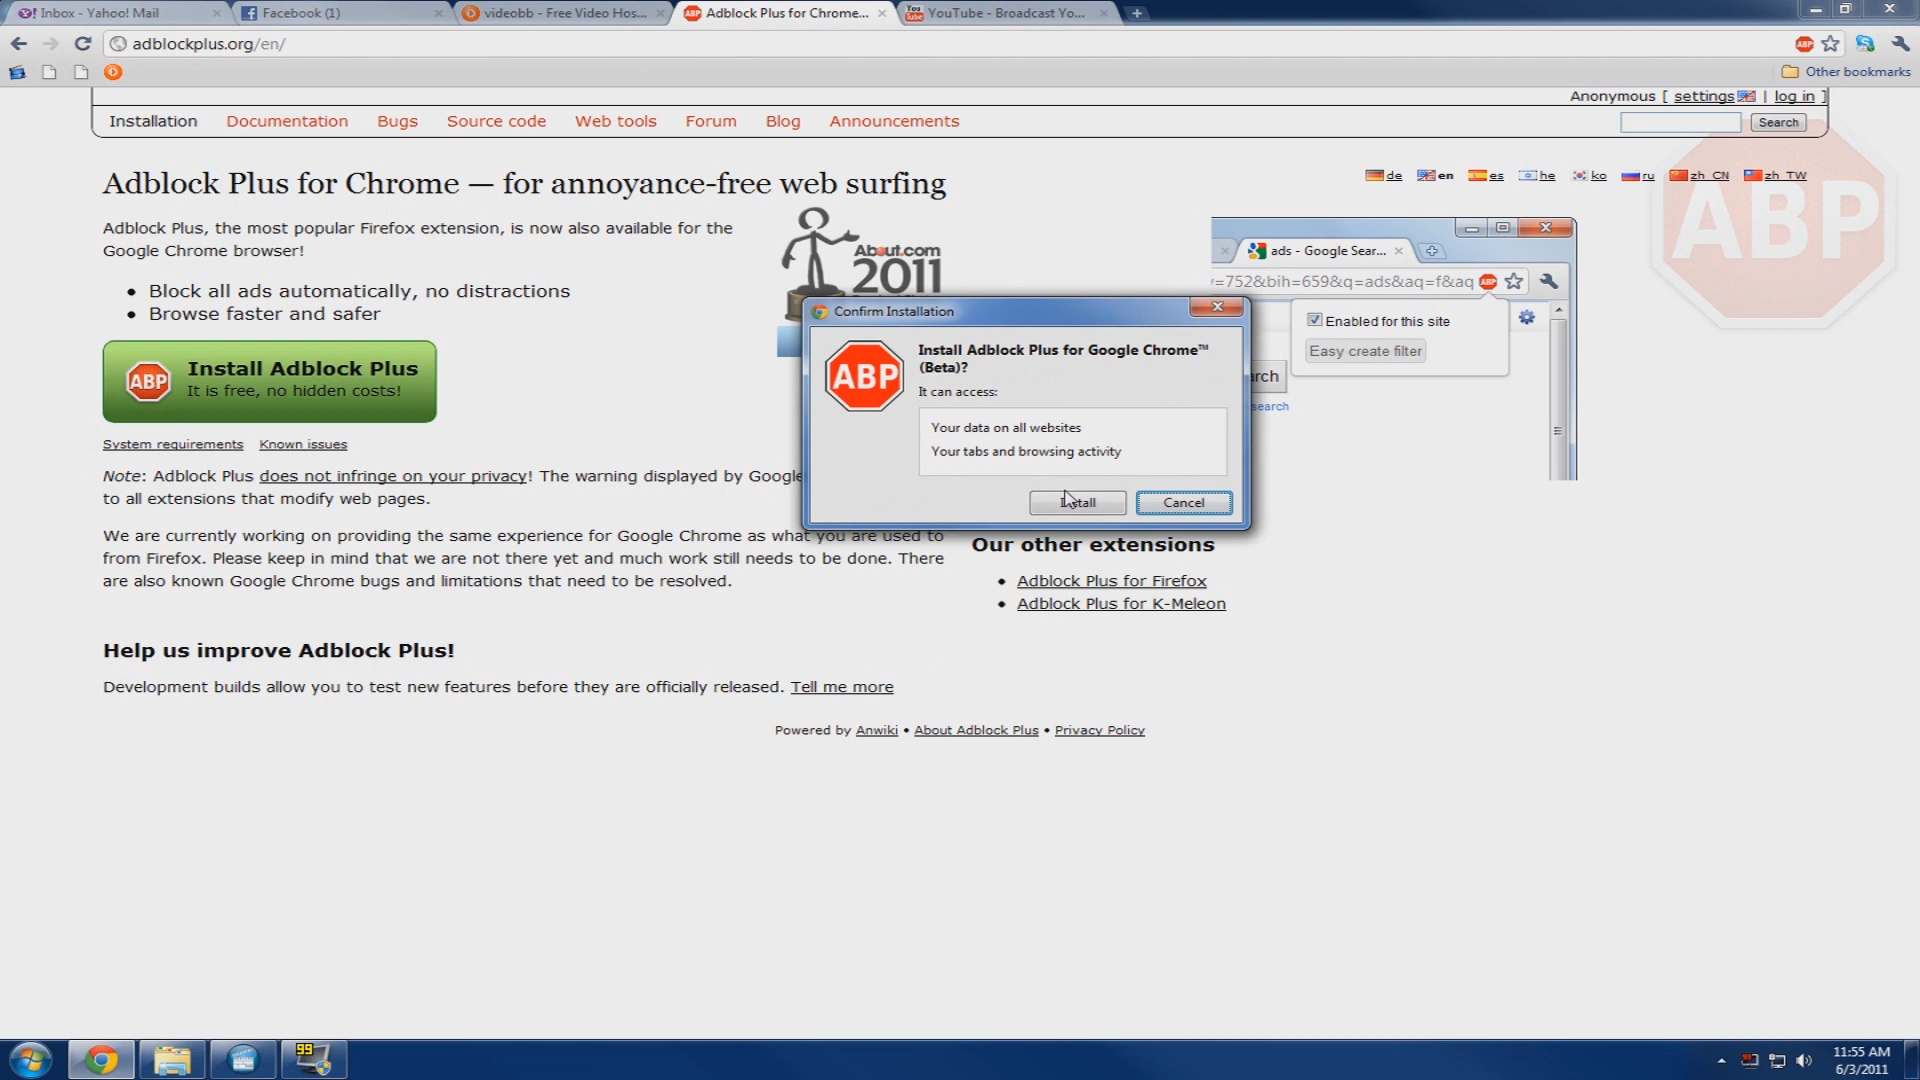 Inbox - Yahoo! Mail
Facebook (1)
videobb - Free Video Hos...
Adblock Plus for Chrome...
You Tube YouTube - Broadcast Yo...
adblockplus.org/en/
ABP
Other bookmarks
Anonymous [ settings | log in ]
Installation Documentation Bugs Source code Web tools Forum Blog Announcements
Search
Adblock Plus for Chrome — for annoyance-free web surfing
de en es he ko ru zh_CN zh_TW
ABP
Adblock Plus, the most popular Firefox extension, is now also available for the
Google Chrome browser!
• Block all ads automatically, no distractions
• Browse faster and safer
About.com
2011
ads - Google Sear...
=752&bih=659&q=ads&aq=f&aq ABP
Enabled for this site
Easy create filter
search
ABP Install Adblock Plus
It is free, no hidden costs!
System requirements Known issues
Confirm Installation
ABP
Install Adblock Plus for Google Chrome™
(Beta)?
It can access:
Your data on all websites
Your tabs and browsing activity
Install Cancel
Note: Adblock Plus does not infringe on your privacy! The warning displayed by Google
to all extensions that modify web pages.
We are currently working on providing the same experience for Google Chrome as what you are used to
from Firefox. Please keep in mind that we are not there yet and much work still needs to be done. There
are also known Google Chrome bugs and limitations that need to be resolved.
Our other extensions
• Adblock Plus for Firefox
• Adblock Plus for K-Meleon
Help us improve Adblock Plus!
Development builds allow you to test new features before they are officially released. Tell me more
Powered by Anwiki • About Adblock Plus • Privacy Policy
99
11:55 AM
6/3/2011